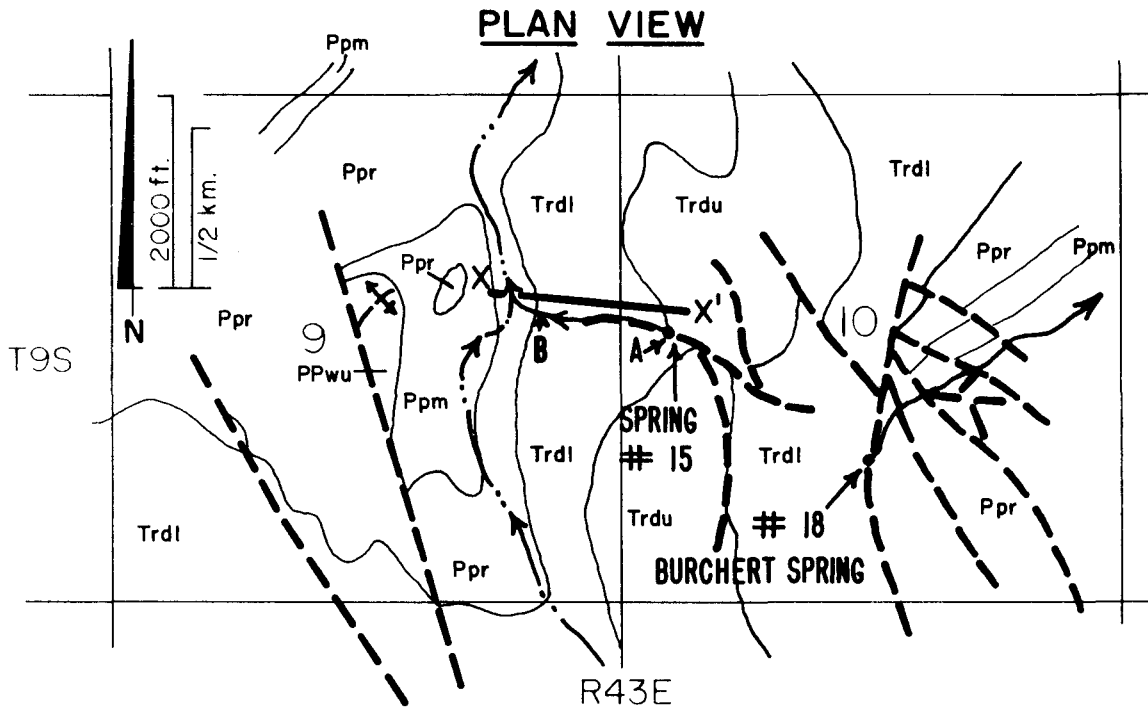 PLAN VIEW
Ppm
2000 ft.
1/2 km.
N
Ppr
Trdl
Trdu
Trdl
Ppr
Ppm
Ppr
X
X'
10
Ppr
9
B
A
T9S
PPwu
Ppm
SPRING
# 15
Trdl
Trdl
Trdl
Trdu
# 18
Ppr
Ppr
BURCHERT SPRING
R43E